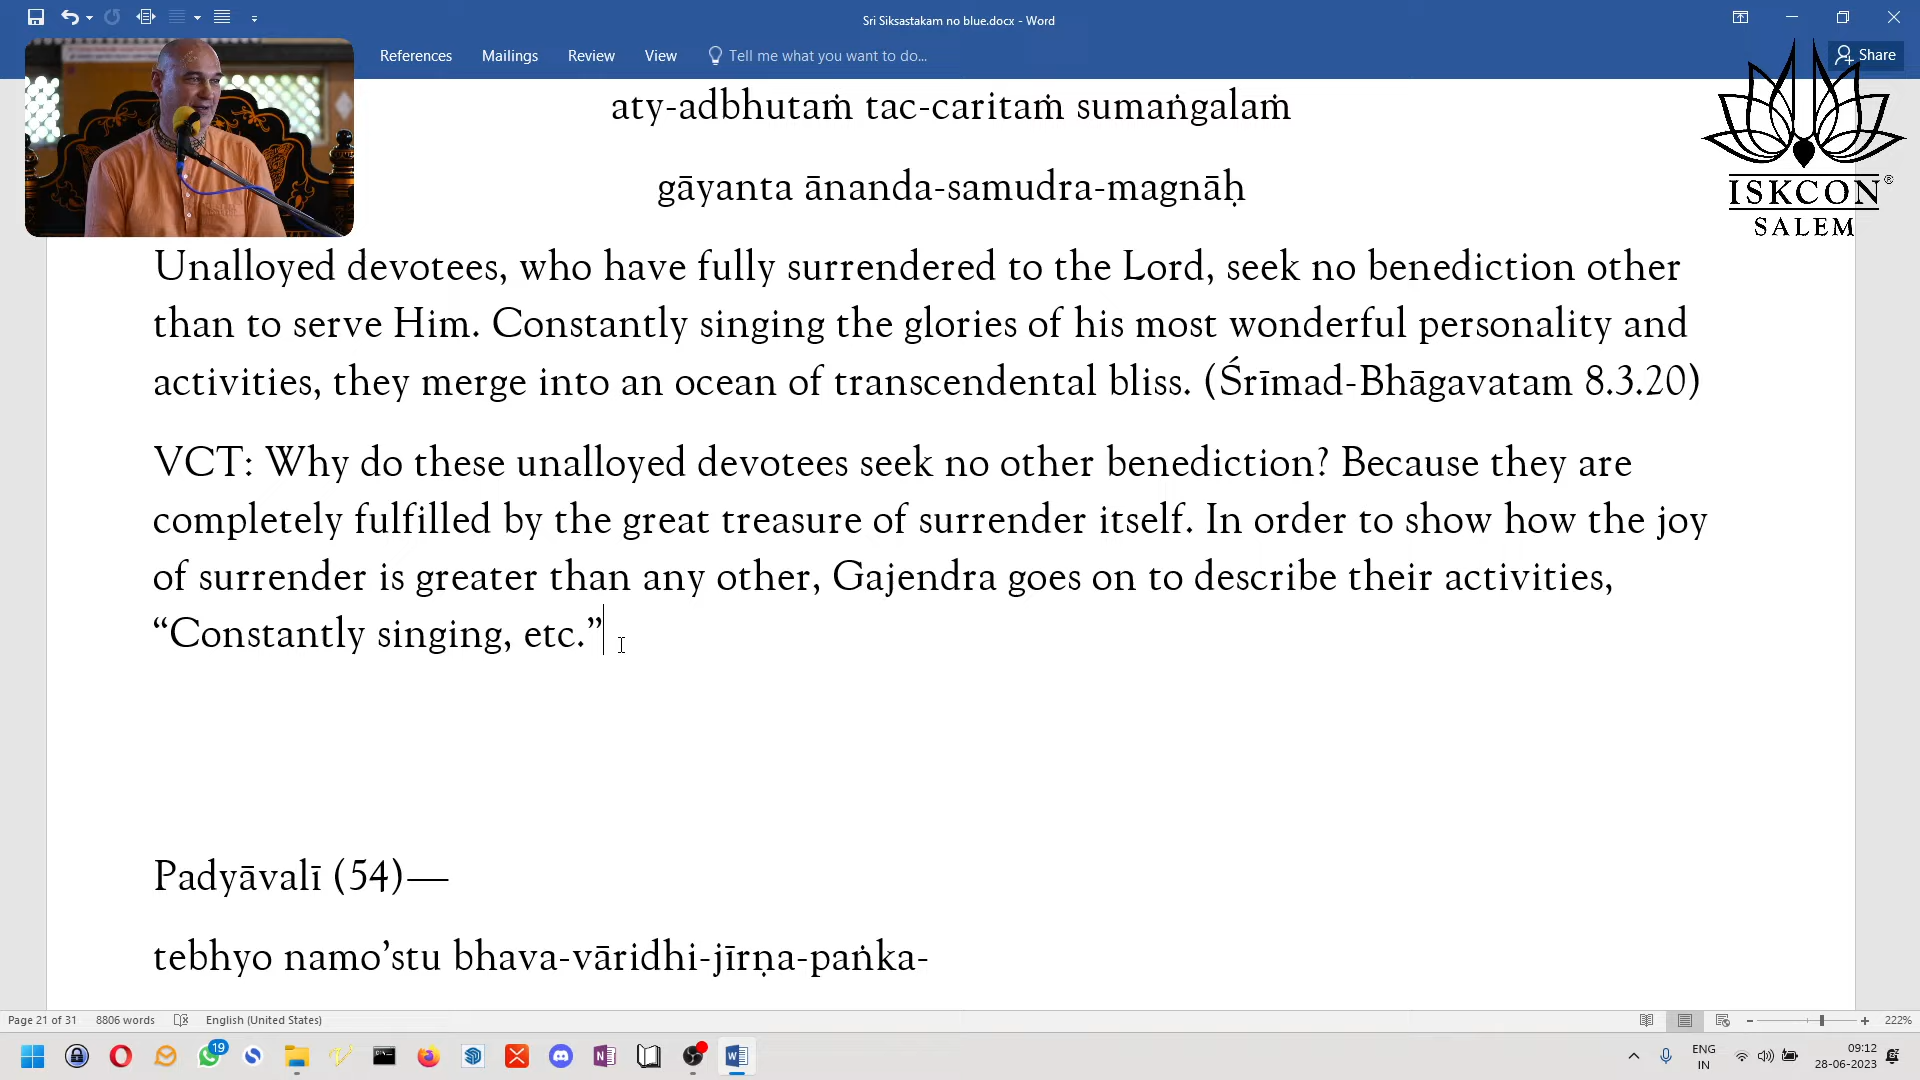 Sri Siksastakam no blue.docx - Word
References Mailings Review View Tell me what you want to do... Share
aty-adbhutaṁ tac-caritaṁ sumaṅgalaṁ
gāyanta ānanda-samudra-magnāḥ
ISKCON®
SALEM
Unalloyed devotees, who have fully surrendered to the Lord, seek no benediction other
than to serve Him. Constantly singing the glories of his most wonderful personality and
activities, they merge into an ocean of transcendental bliss. (Śrīmad-Bhāgavatam 8.3.20)
VCT: Why do these unalloyed devotees seek no other benediction? Because they are
completely fulfilled by the great treasure of surrender itself. In order to show how the joy
of surrender is greater than any other, Gajendra goes on to describe their activities,
“Constantly singing, etc.”
Padyāvalī (54)—
tebhyo namo’stu bhava-vāridhi-jīrṇa-paṅka-
Page 21 of 31 8806 words English (United States) 222%
19
ENG
IN
09:12
28-06-2023